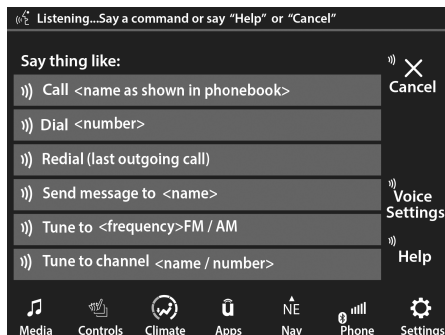 Listening...Say a command or say “Help” or “Cancel”
Say thing like:
Cancel
Call <name as shown in phonebook>
Dial <number>
Redial (last outgoing call)
Send message to <name>
Voice
Settings
Tune to <frequency>FM / AM
Help
Tune to channel <name / number>
NE
Media Controls Climate Apps Nav Phone Settings